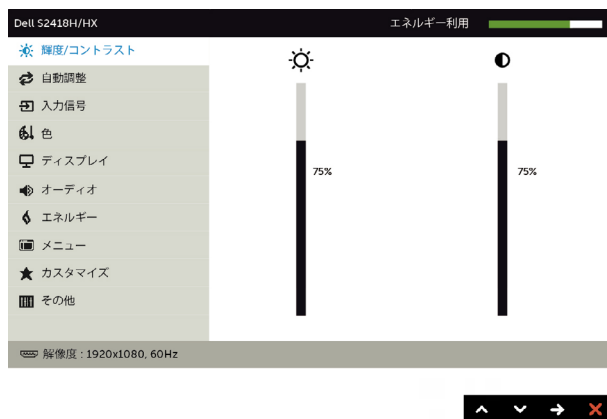 Dell S2418H/HX
エネルギー利用
輝度/コントラスト
自動調整
入力信号
色
ディスプレイ
オーディオ
エネルギー
メニュー
カスタマイズ
その他
75%
75%
解像度 : 1920x1080, 60Hz